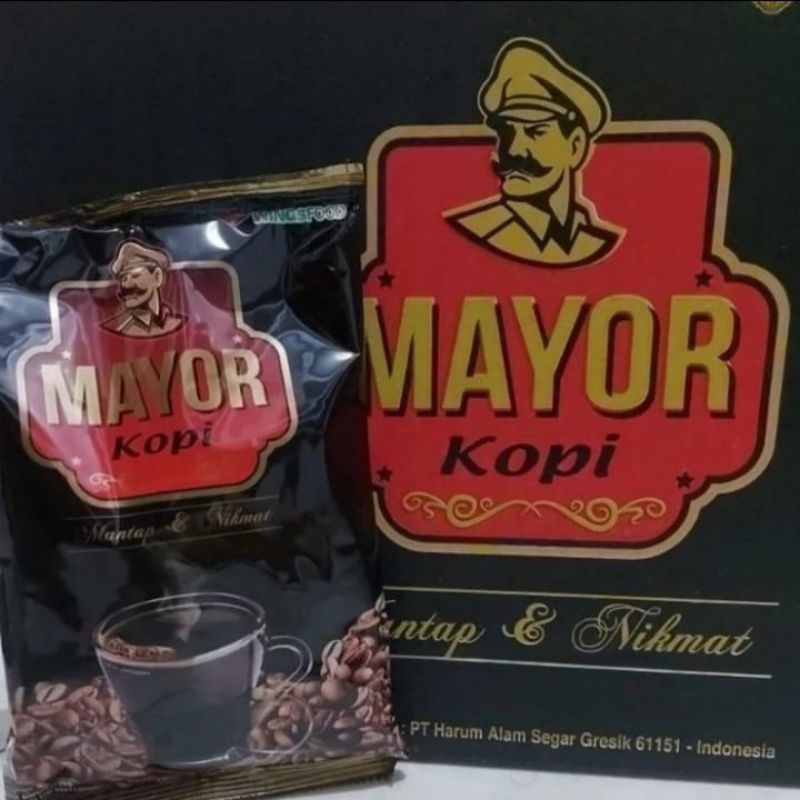 WINGSFOOD
MAYOR
Kopi
Mantap & Nikmat
MAYOR
Kopi
ntap & Nikmat
: PT Harum Alam Segar Gresik 61151 - Indonesia